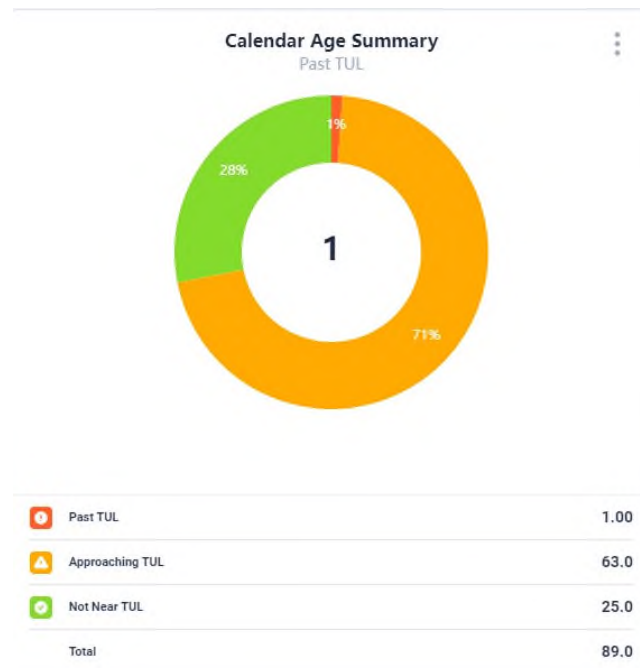 Calendar Age Summary
Past TUL
1%
28%
1
71%
Past TUL 1.00
Approaching TUL 63.0
Not Near TUL 25.0
Total 89.0